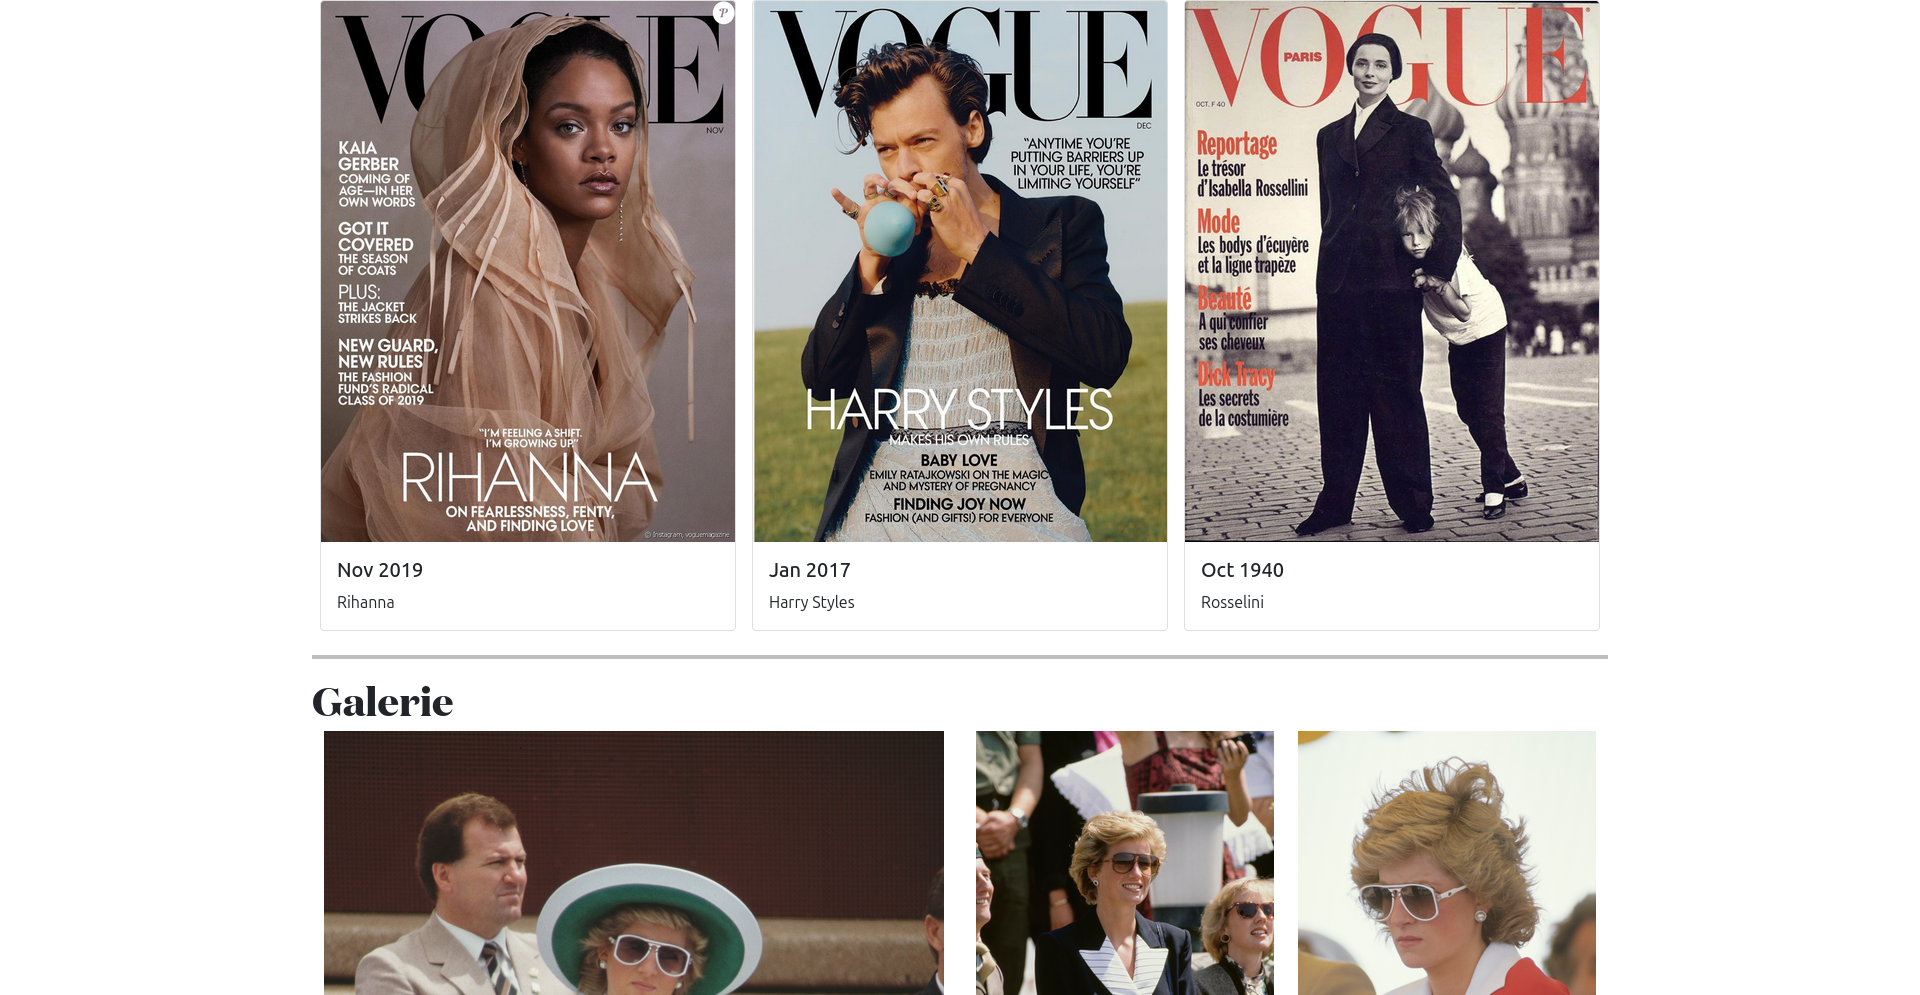 VOGUE
NOV
KAIA
GERBER
COMING OF
AGE—IN HER
OWN WORDS
GOT IT
COVERED
THE SEASON
OF COATS
PLUS:
THE JACKET
STRIKES BACK
NEW GUARD,
NEW RULES
THE FASHION
FUND'S RADICAL
CLASS OF 2019
"I'M FEELING A SHIFT.
I'M GROWING UP."
RIHANNA
ON FEARLESSNESS, FENTY,
AND FINDING LOVE
© Instagram, voguemagazine
P
Nov 2019
Rihanna
VOGUE
DEC
"ANYTIME YOU'RE
PUTTING BARRIERS UP
IN YOUR LIFE, YOU'RE
LIMITING YOURSELF"
HARRY STYLES
MAKES HIS OWN RULES
BABY LOVE
EMILY RATAJKOWSKI ON THE MAGIC
AND MYSTERY OF PREGNANCY
FINDING JOY NOW
FASHION (AND GIFTS!) FOR EVERYONE
Jan 2017
Harry Styles
VOGUE
PARIS
OCT. F 40
Reportage
Le trésor
d'Isabella Rossellini
Mode
Les bodys d'écuyère
et la ligne trapèze
Beauté
A qui confier
ses cheveux
Dick Tracy
Les secrets
de la costumière
Oct 1940
Rosselini
Galerie